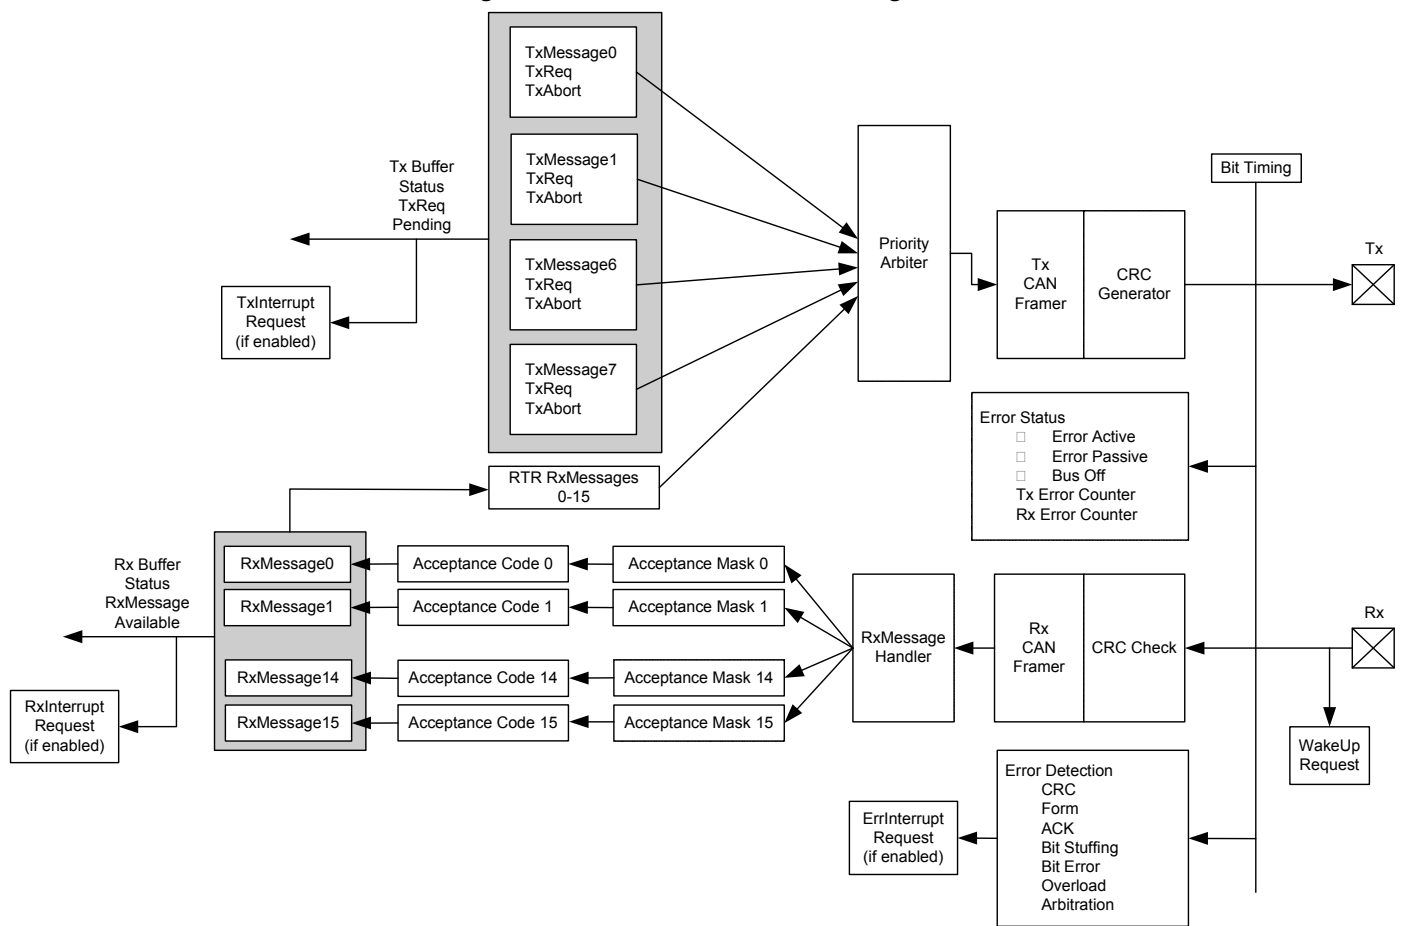 TxMessage0
TxReq
TxAbort
TxMessage1
TxReq
TxAbort
TxMessage6
TxReq
TxAbort
TxMessage7
TxReq
TxAbort
Tx Buffer
Status
TxReq
Pending
TxInterrupt
Request
(if enabled)
Priority
Arbiter
Tx
CAN
Framer
CRC
Generator
Bit Timing
Tx
Error Status
Error Active
Error Passive
Bus Off
Tx Error Counter
Rx Error Counter
RTR RxMessages
0-15
Rx Buffer
Status
RxMessage
Available
RxInterrupt
Request
(if enabled)
RxMessage0
Acceptance Code 0
Acceptance Mask 0
RxMessage1
Acceptance Code 1
Acceptance Mask 1
RxMessage14
Acceptance Code 14
Acceptance Mask 14
RxMessage15
Acceptance Code 15
Acceptance Mask 15
RxMessage
Handler
Rx
CAN
Framer
CRC Check
Rx
WakeUp
Request
ErrInterrupt
Request
(if enabled)
Error Detection
CRC
Form
ACK
Bit Stuffing
Bit Error
Overload
Arbitration